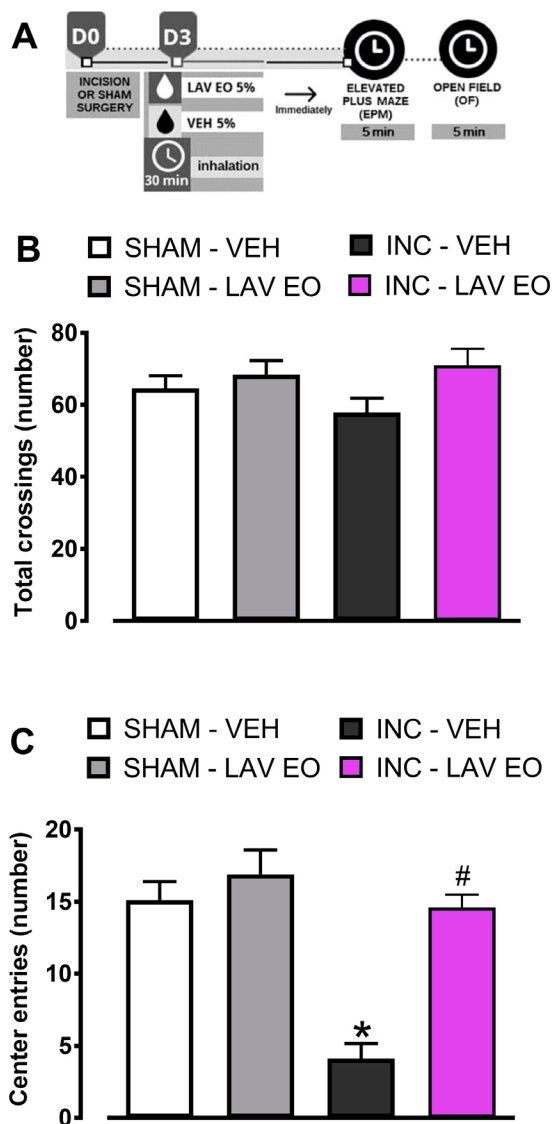 A
D0
D3
INCISION
OR SHAM
SURGERY
LAV EO 5%
VEH 5%
30 min
inhalation
Immediately
ELEVATED
PLUS MAZE
(EPM)
5 min
OPEN FIELD
(OF)
5 min
B
SHAM - VEH
INC - VEH
SHAM - LAV EO
INC - LAV EO
Total crossings (number)
80
60
40
20
0
C
SHAM - VEH
INC - VEH
SHAM - LAV EO
INC - LAV EO
Center entries (number)
20
15
10
5
0
*
#